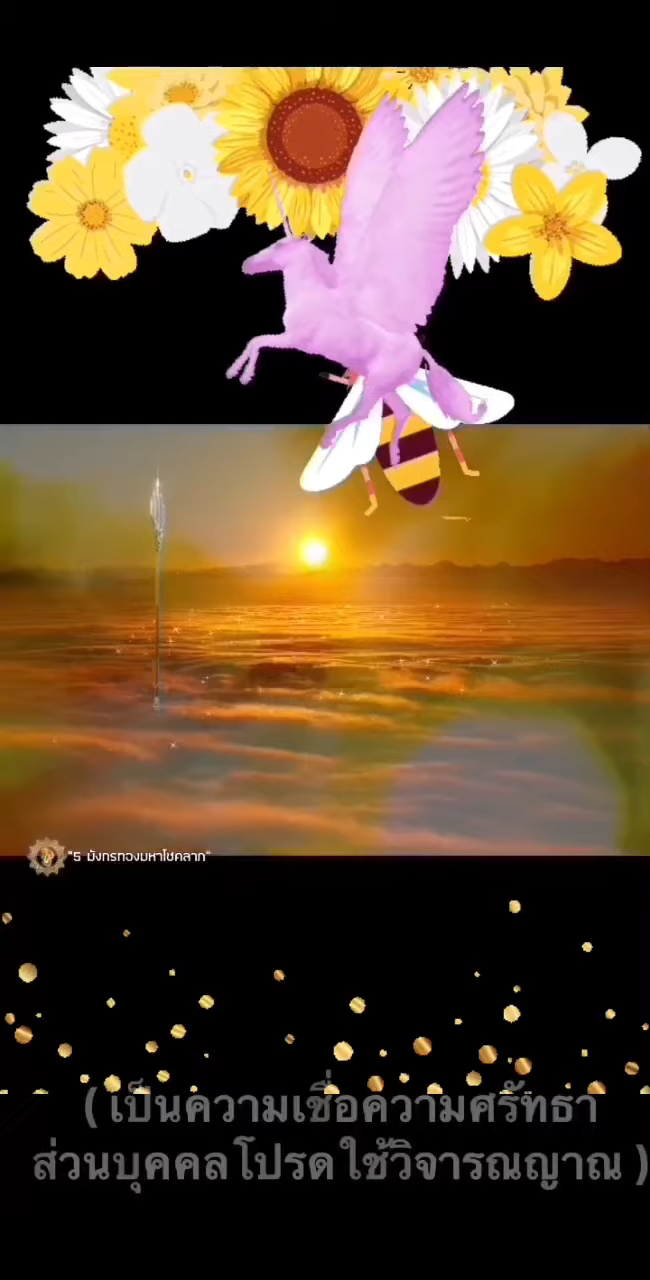 "5 มังกรทองมหาโชคลาภ"
( เป็นความเชื่อความศรัทธา
ส่วนบุคคลโปรดใช้วิจารณญาณ )